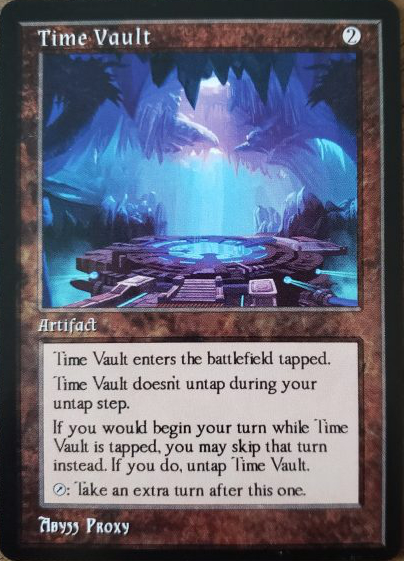 Time Vault 2
Artifact
Time Vault enters the battlefield tapped.
Time Vault doesn't untap during your
untap step.
If you would begin your turn while Time
Vault is tapped, you may skip that turn
instead. If you do, untap Time Vault.
: Take an extra turn after this one.
Abyss Proxy